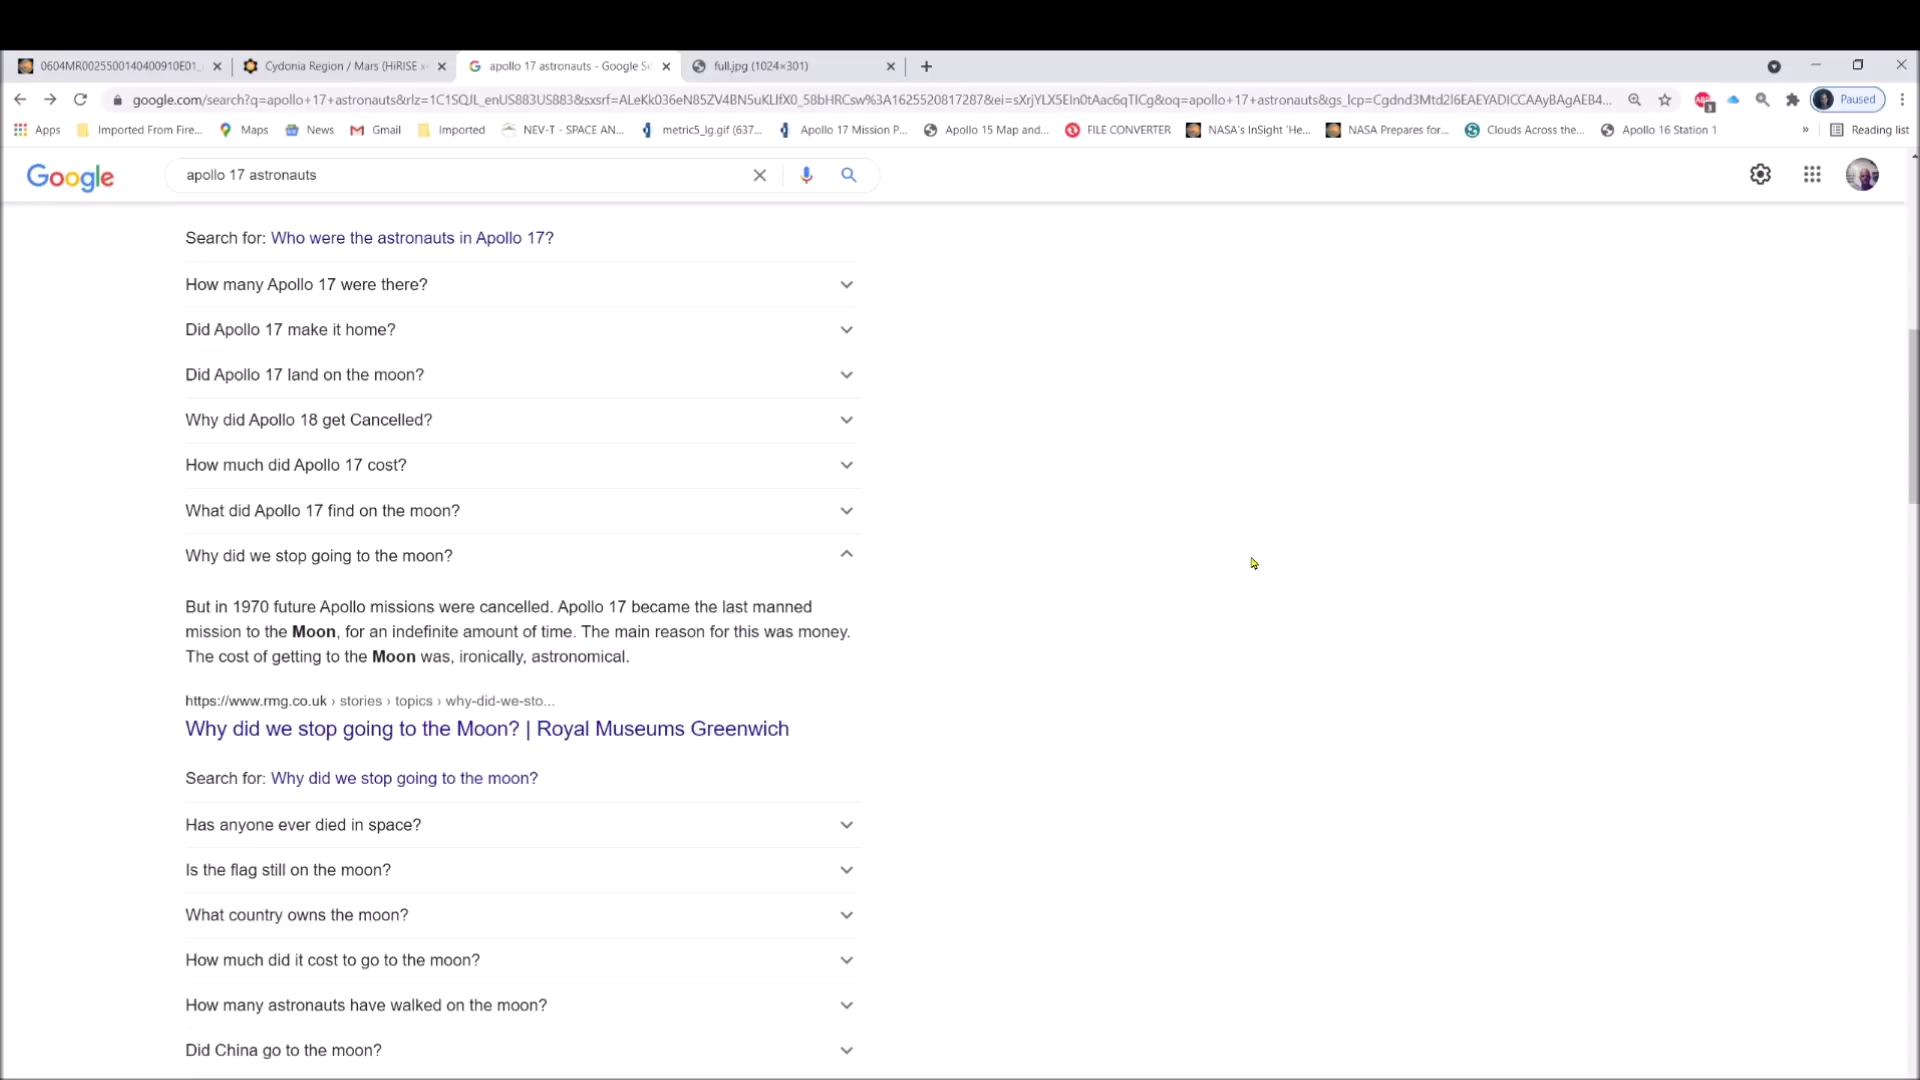 0604MR0025500140400910E01_
Cydonia Region / Mars (HiRISE x
apollo 17 astronauts - Google Se
full.jpg (1024×301)
google.com/search?q=apollo+17+astronauts&rlz=1C1SQJL_enUS883US883&sxsrf=ALeKk036eN85ZV4BN5uKLlfX0_58bHRCsw%3A1625520817287&ei=sXrjYLX5EIn0tAac6qTICg&oq=apollo+17+astronauts&gs_lcp=Cgdnd3Mtd2l6EAEYADICCAAyBAgAEB4...
Paused
Apps
Imported From Fire...
Maps
News
Gmail
Imported
NEV-T - SPACE AN...
metric5_lg.gif (637...
Apollo 17 Mission P...
Apollo 15 Map and...
FILE CONVERTER
NASA's InSight 'He...
NASA Prepares for...
Clouds Across the...
Apollo 16 Station 1
»
Reading list
Google
apollo 17 astronauts
Search for: Who were the astronauts in Apollo 17?
How many Apollo 17 were there?
Did Apollo 17 make it home?
Did Apollo 17 land on the moon?
Why did Apollo 18 get Cancelled?
How much did Apollo 17 cost?
What did Apollo 17 find on the moon?
Why did we stop going to the moon?
But in 1970 future Apollo missions were cancelled. Apollo 17 became the last manned
mission to the Moon, for an indefinite amount of time. The main reason for this was money.
The cost of getting to the Moon was, ironically, astronomical.
https://www.rmg.co.uk › stories › topics › why-did-we-sto...
Why did we stop going to the Moon? | Royal Museums Greenwich
Search for: Why did we stop going to the moon?
Has anyone ever died in space?
Is the flag still on the moon?
What country owns the moon?
How much did it cost to go to the moon?
How many astronauts have walked on the moon?
Did China go to the moon?